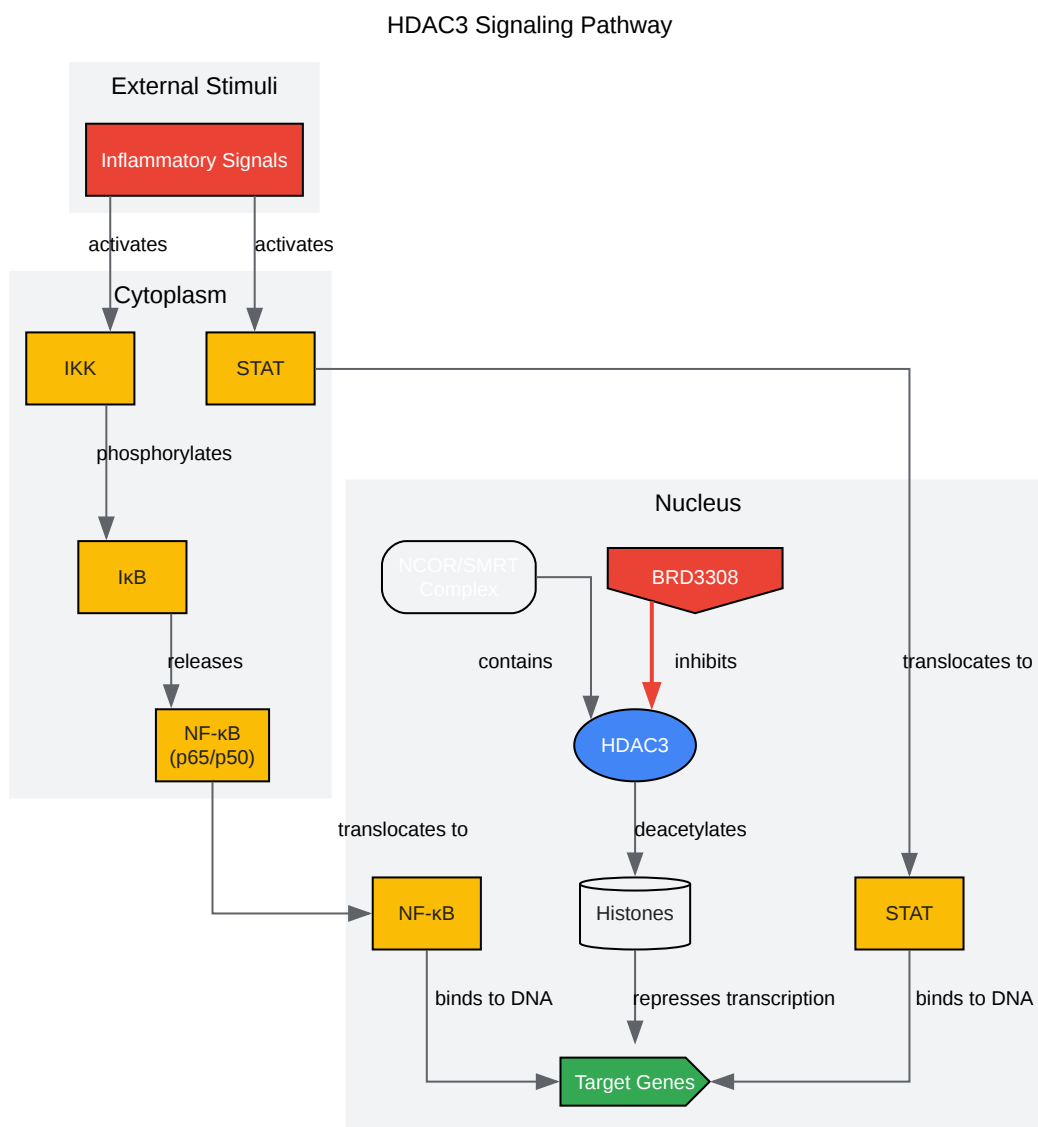 HDAC3 Signaling Pathway
External Stimuli
Inflammatory Signals
activates
activates
Cytoplasm
IKK
STAT
phosphorylates
Nucleus
NCOR/SMRT
Complex
BRD3308
IκB
releases
contains
inhibits
translocates to
NF-κB
(p65/p50)
HDAC3
translocates to
deacetylates
NF-κB
Histones
STAT
binds to DNA
represses transcription
binds to DNA
Target Genes